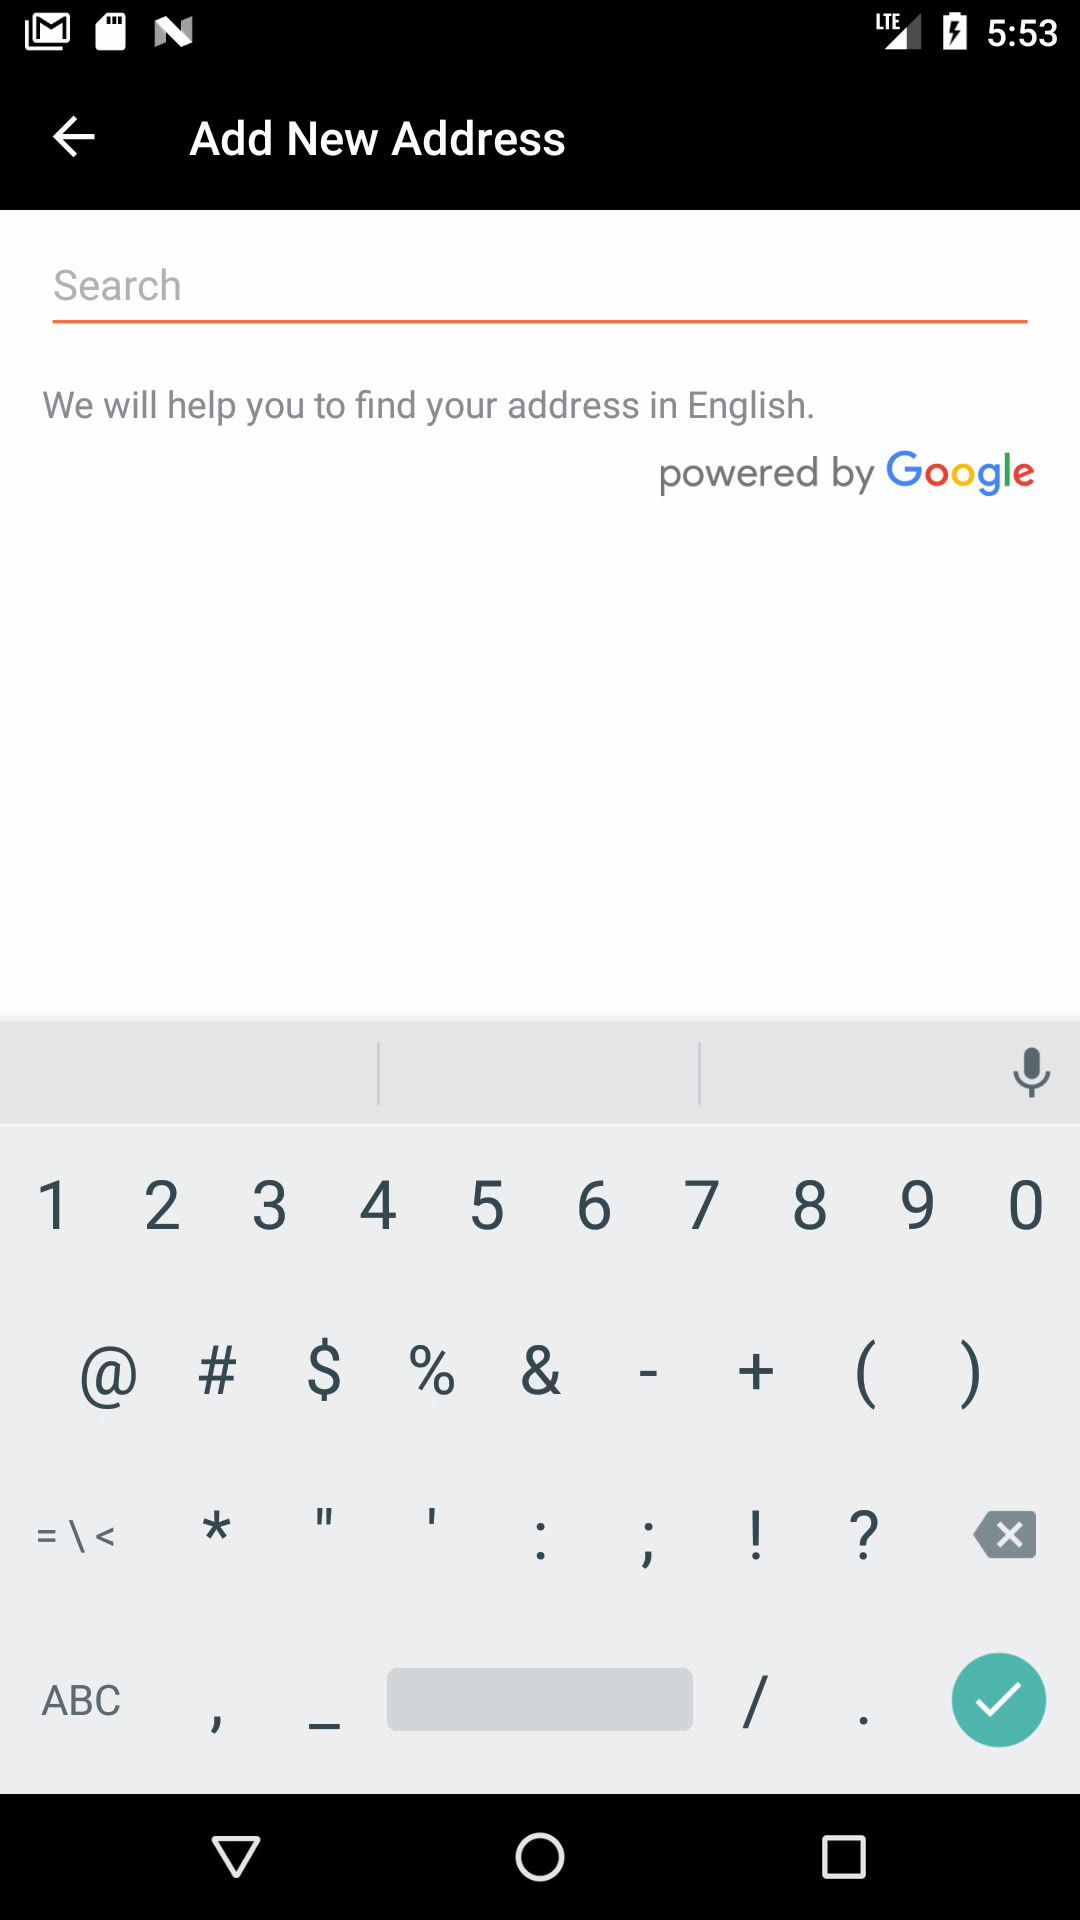 LTE 5:53
Add New Address
Search
We will help you to find your address in English.
powered by Google
1 2 3 4 5 6 7 8 9 0
@ # $ % & - + ( )
= \ < * " ' : ; ! ?
ABC , _ / .